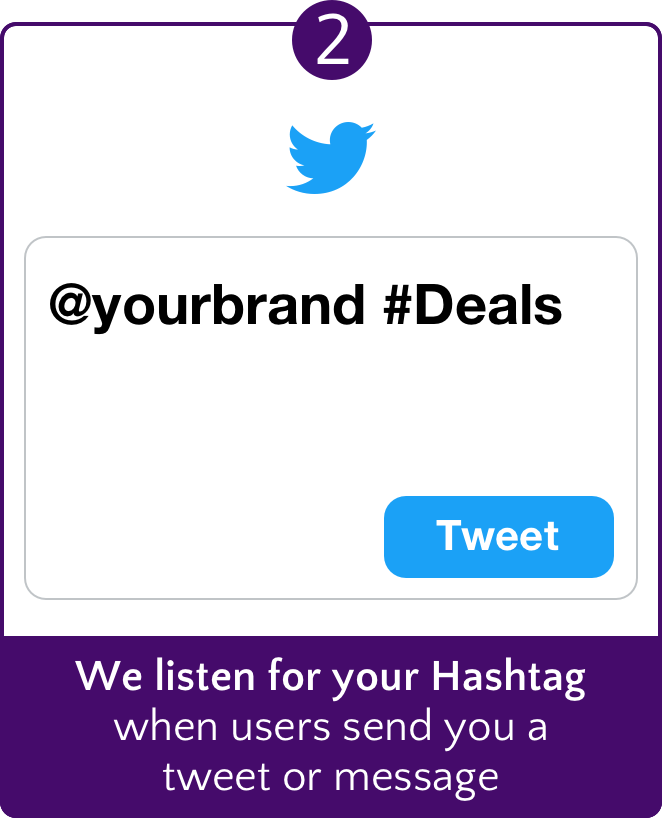 2
@yourbrand #Deals
Tweet
We listen for your Hashtag
when users send you a
tweet or message